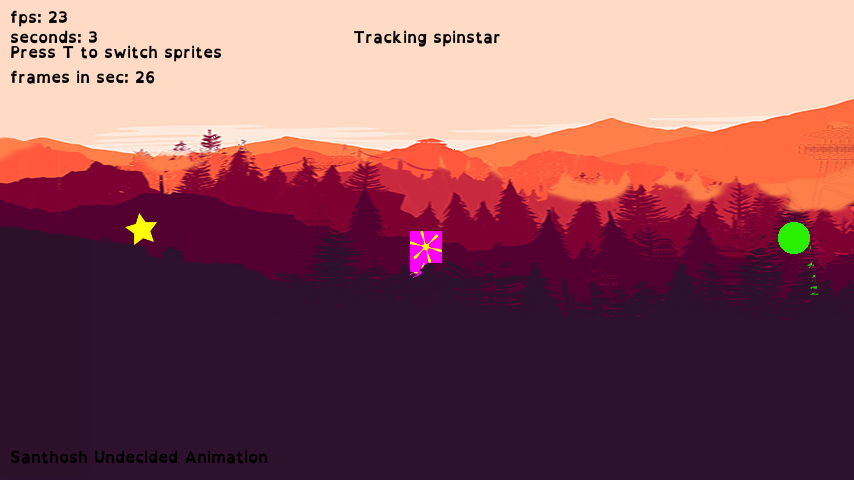 fps: 23
seconds: 3
Tracking spinstar
Press T to switch sprites
frames in sec: 26
Santhosh Undecided Animation